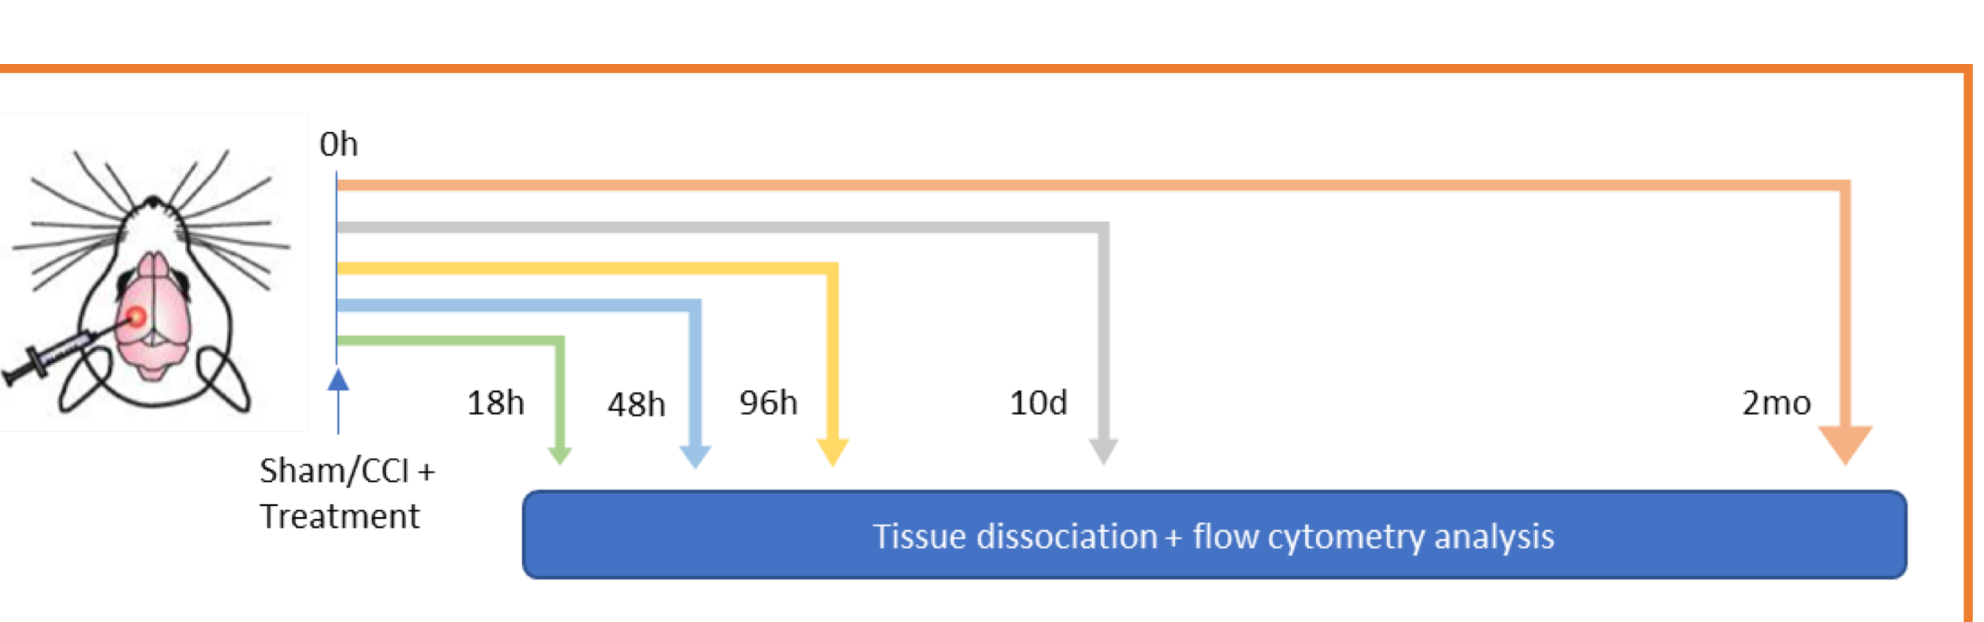 0h
18h
48h
96h
10d
2mo
Sham/CCI +
Treatment
Tissue dissociation + flow cytometry analysis